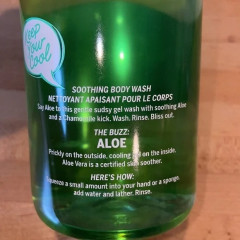 Keep
Your
Cool
SOOTHING BODY WASH
NETTOYANT APAISANT POUR LE CORPS
Say Aloe to this gentle sudsy gel wash with soothing Aloe
and a Chamomile kick. Wash. Rinse. Bliss out.
THE BUZZ:
ALOE
Prickly on the outside, cooling gel on the inside.
Aloe Vera is a certified skin soother.
HERE'S HOW:
Squeeze a small amount into your hand or a sponge,
add water and lather. Rinse.